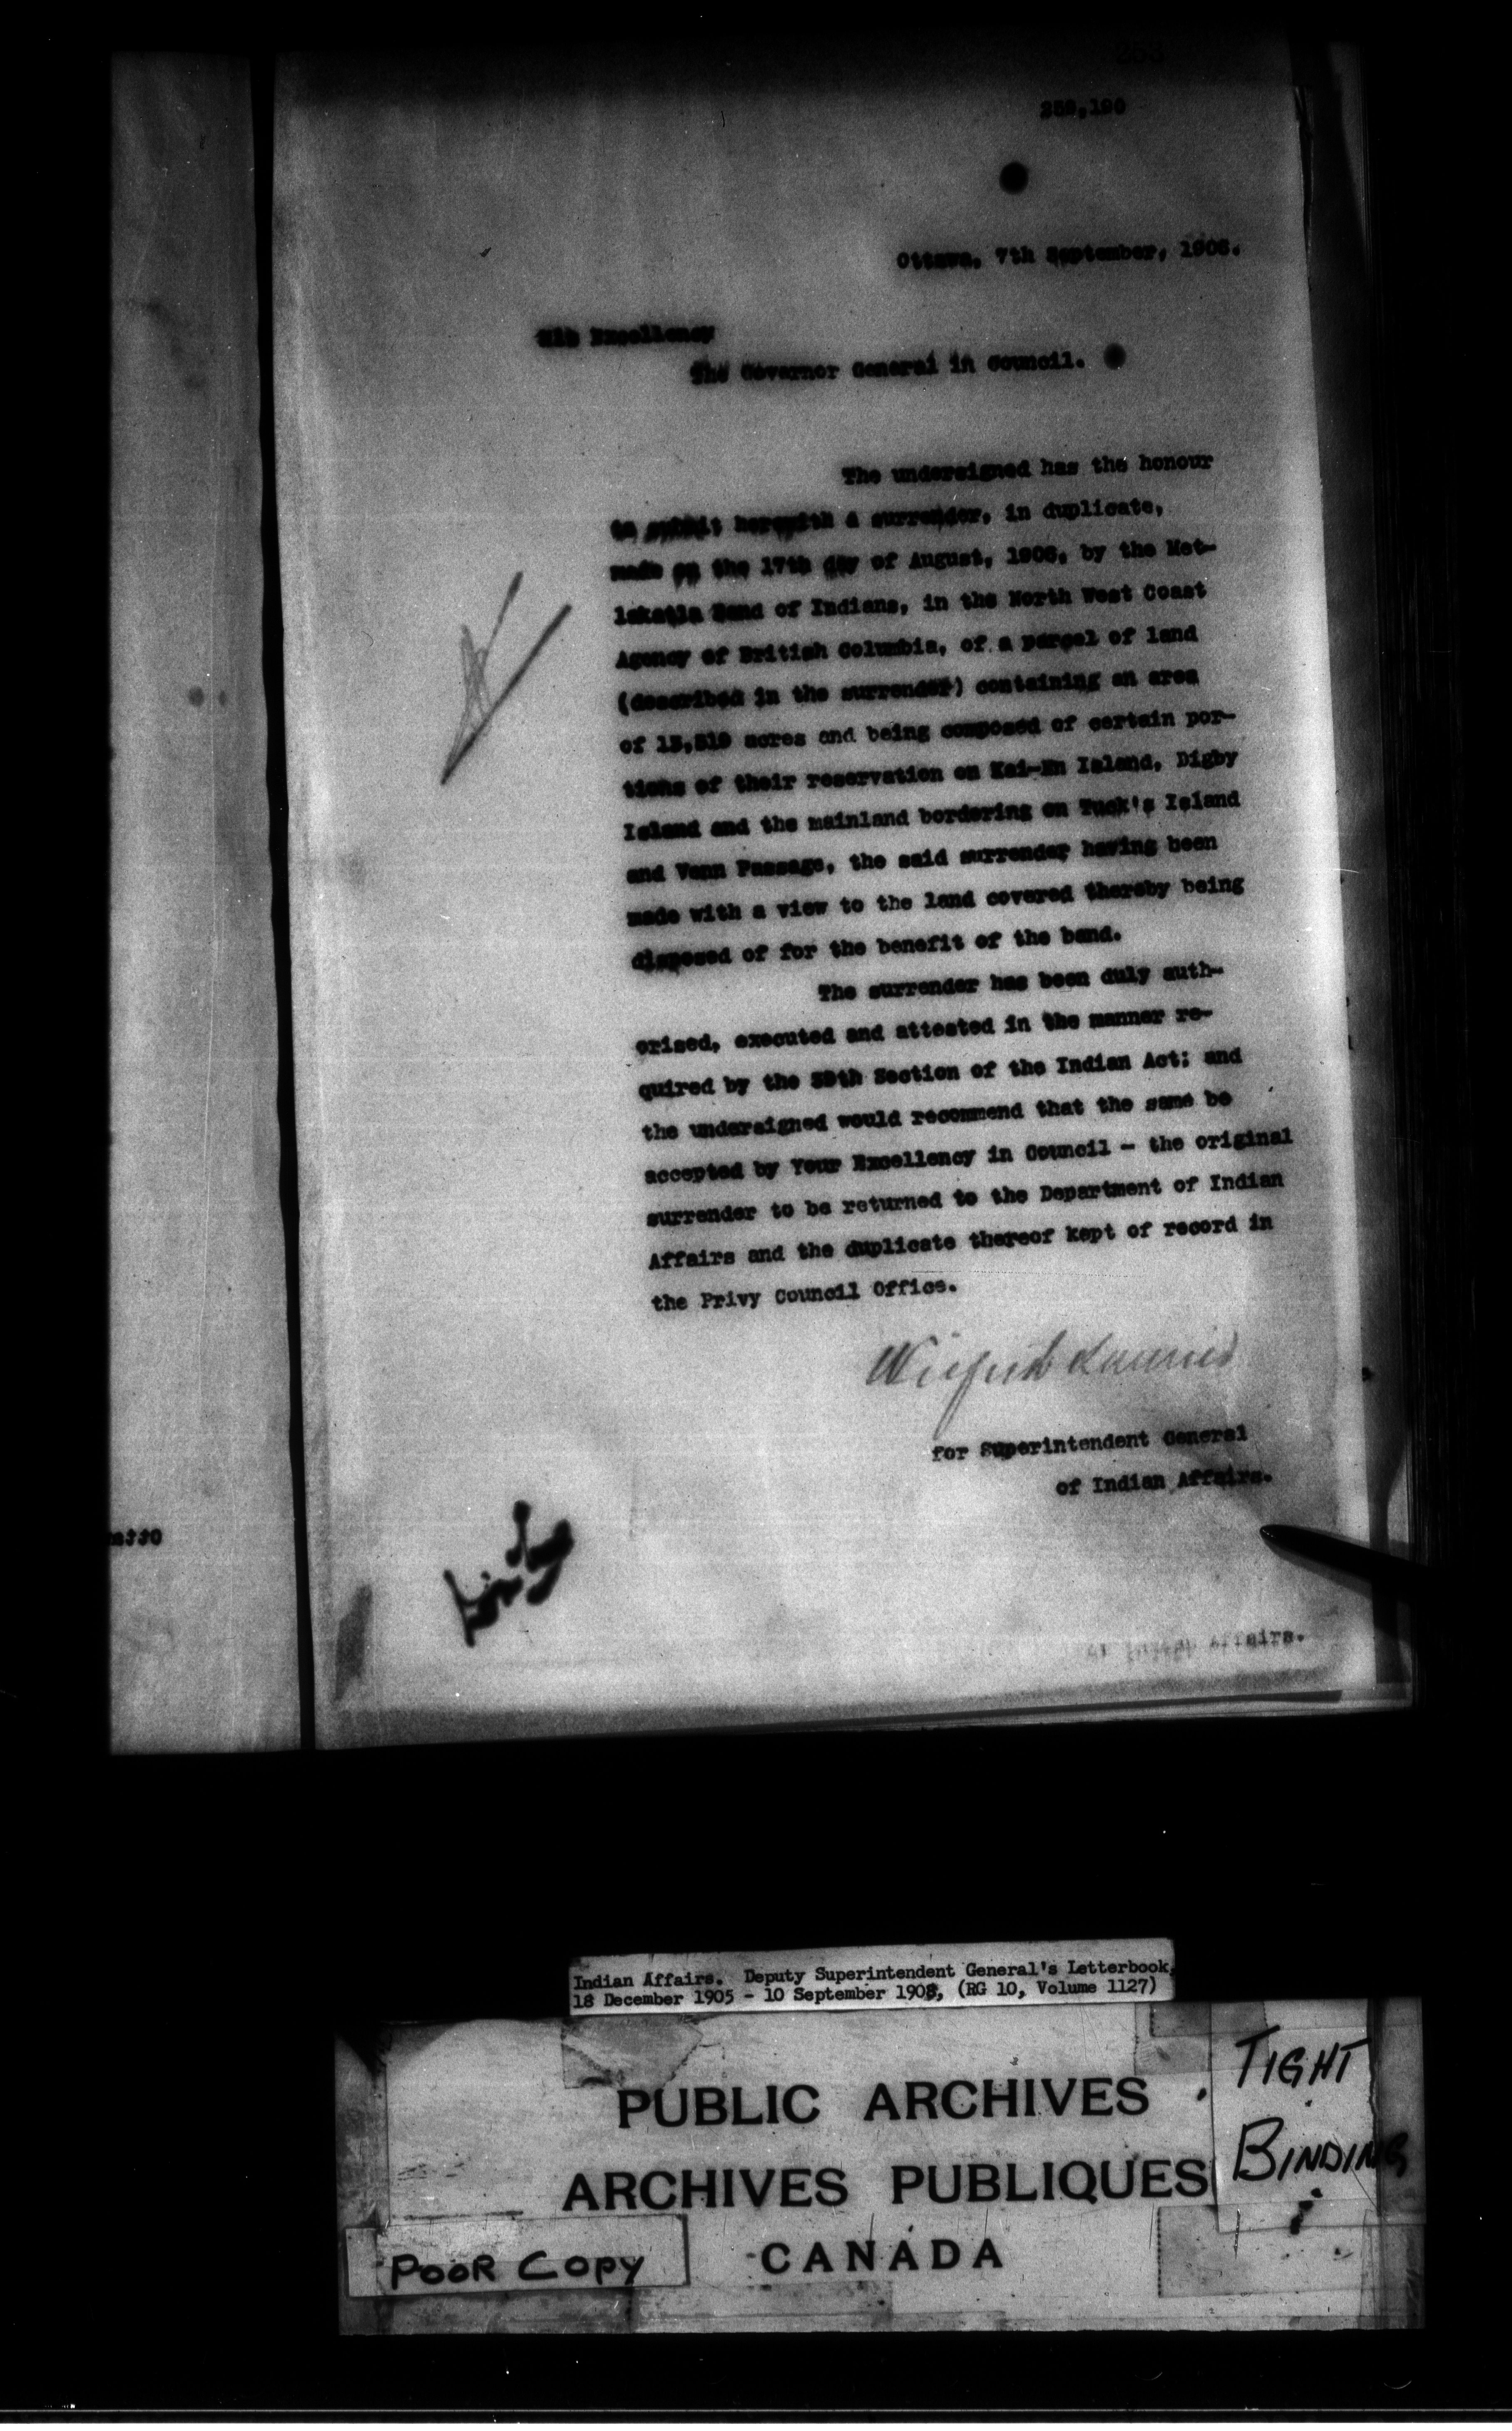 Ottawa, 7th September, 1906.
His Excellency
The Governor General in Council.
The undersigned has the honour
to submit herewith a surrender, in duplicate,
made on the 17th day of August, 1906, by the Met-
lakatla Band of Indians, in the North West Coast
Agency of British Columbia, of a parcel of land
(described in the surrender) containing an area
of acres and being composed of certain por-
tions of their reservation on Kai-En Island, Digby
Island and the mainland bordering on Tuck's Island
and Venn Passage, the said surrender having been
made with a view to the land covered thereby being
disposed of for the benefit of the band.
The surrender has been duly auth-
orised, executed and attested in the manner re-
quired by the 39th Section of the Indian Act; and
the undersigned would recommend that the same be
accepted by Your Excellency in Council - the original
surrender to be returned to the Department of Indian
Affairs and the duplicate thereof kept of record in
the Privy Council Office.
Wilfrid Laurier
for Superintendent General
of Indian Affairs.
Affairs.
Indian Affairs. Deputy Superintendent General's Letterbook,
18 December 1905 - 10 September 1908, (RG 10, Volume 1127)
TIGHT
BINDING
PUBLIC ARCHIVES
ARCHIVES PUBLIQUES
CANADA
POOR COPY